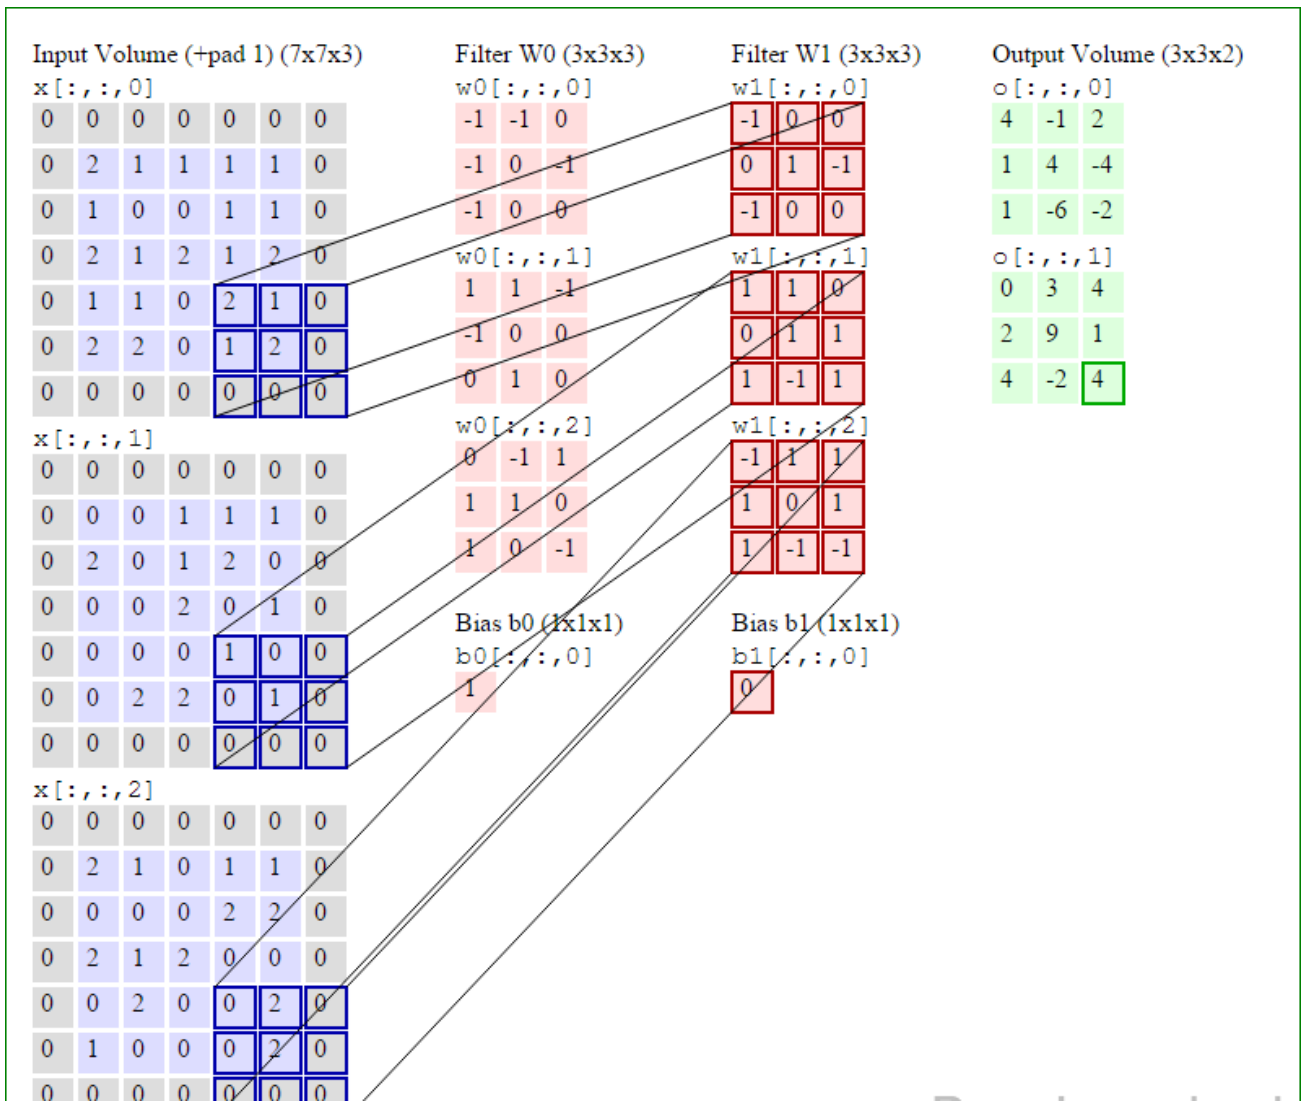 Input Volume (+pad 1) (7x7x3)
x[:,:,0]
0 0 0 0 0 0 0
0 2 1 1 1 1 0
0 1 0 0 1 1 0
0 2 1 2 1 2 0
0 1 1 0 2 1 0
0 2 2 0 1 2 0
0 0 0 0 0 0 0
x[:,:,1]
0 0 0 0 0 0 0
0 0 0 1 1 1 0
0 2 0 1 2 0 0
0 0 0 2 0 1 0
0 0 0 0 1 0 0
0 0 2 2 0 1 0
0 0 0 0 0 0 0
x[:,:,2]
0 0 0 0 0 0 0
0 2 1 0 1 1 0
0 0 0 0 2 2 0
0 2 1 2 0 0 0
0 0 2 0 0 2 0
0 1 0 0 0 2 0
0 0 0 0 0 0 0
Filter W0 (3x3x3)
w0[:,:,0]
-1 -1 0
-1 0 -1
-1 0 0
w0[:,:,1]
1 1 -1
-1 0 0
0 1 0
w0[:,:,2]
0 -1 1
1 1 0
1 0 -1
Bias b0 (1x1x1)
b0[:,:,0]
1
Filter W1 (3x3x3)
w1[:,:,0]
-1 0 0
0 1 -1
-1 0 0
w1[:,:,1]
1 1 0
0 1 1
1 -1 1
w1[:,:,2]
-1 1 1
1 0 1
1 -1 -1
Bias b1 (1x1x1)
b1[:,:,0]
0
Output Volume (3x3x2)
o[:,:,0]
4 -1 2
1 4 -4
1 -6 -2
o[:,:,1]
0 3 4
2 9 1
4 -2 4